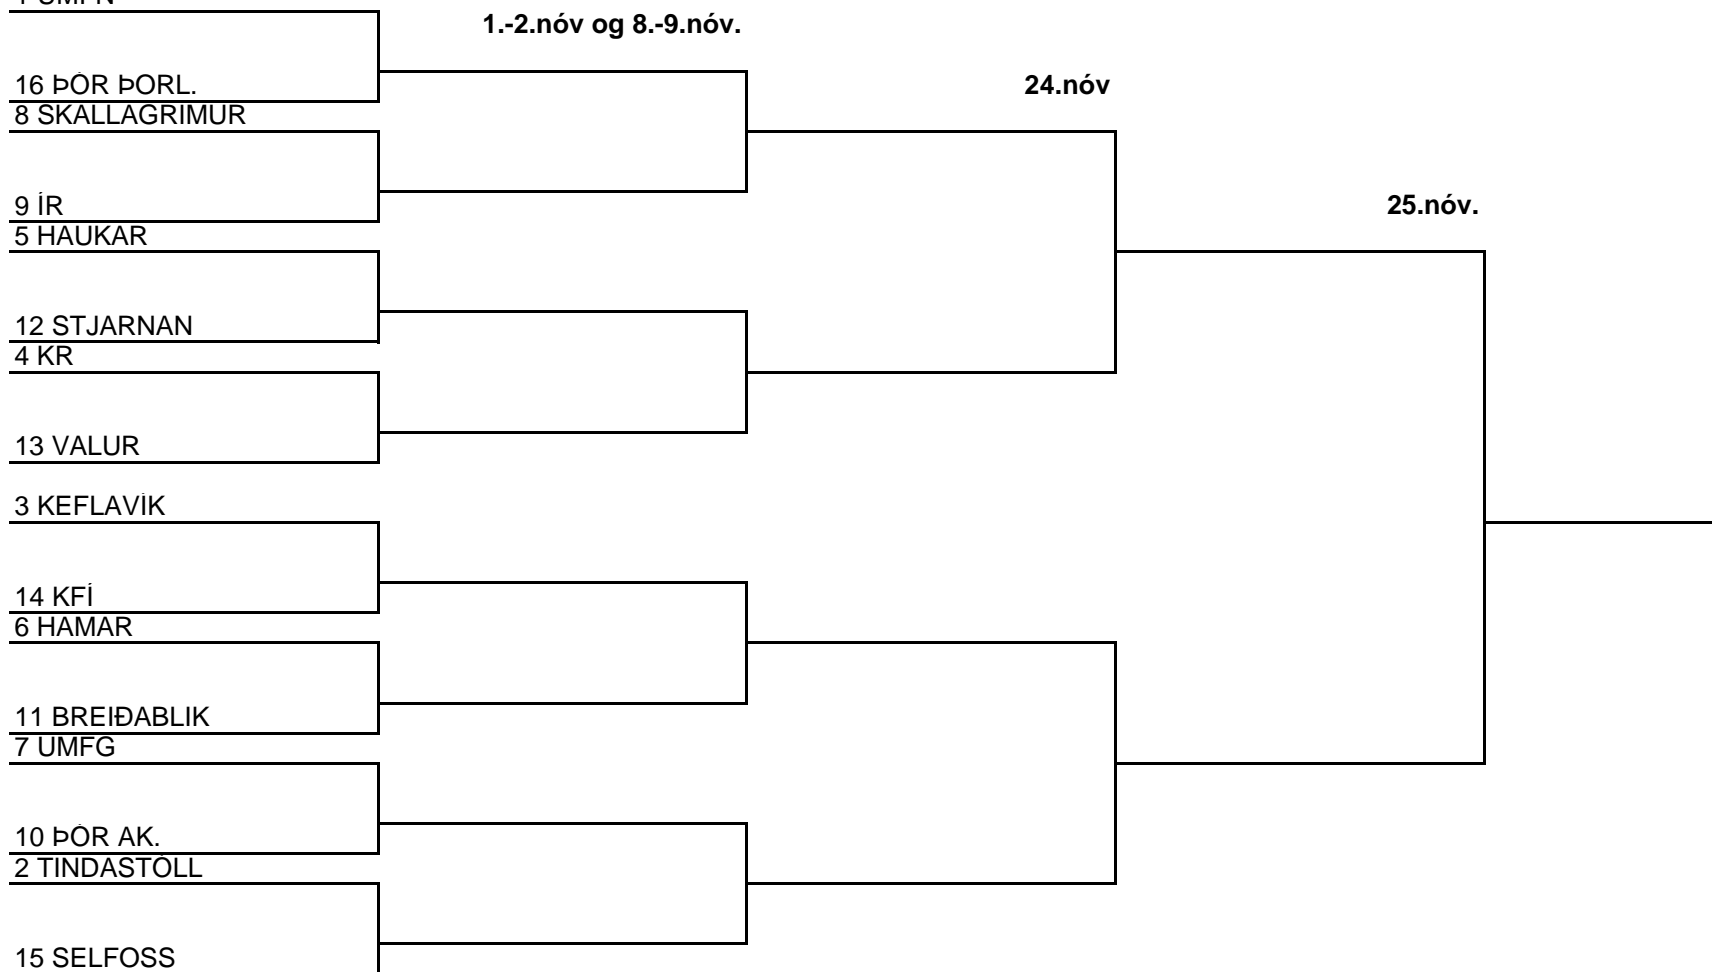 1.-2.nóv og 8.-9.nóv.
16 ÞÓR ÞORL.
24.nóv
8 SKALLAGRÍMUR
9 ÍR
25.nóv.
5 HAUKAR
12 STJARNAN
4 KR
13 VALUR
3 KEFLAVÍK
14 KFÍ
6 HAMAR
11 BREIÐABLIK
7 UMFG
10 ÞÓR AK.
2 TINDASTÓLL
15 SELFOSS